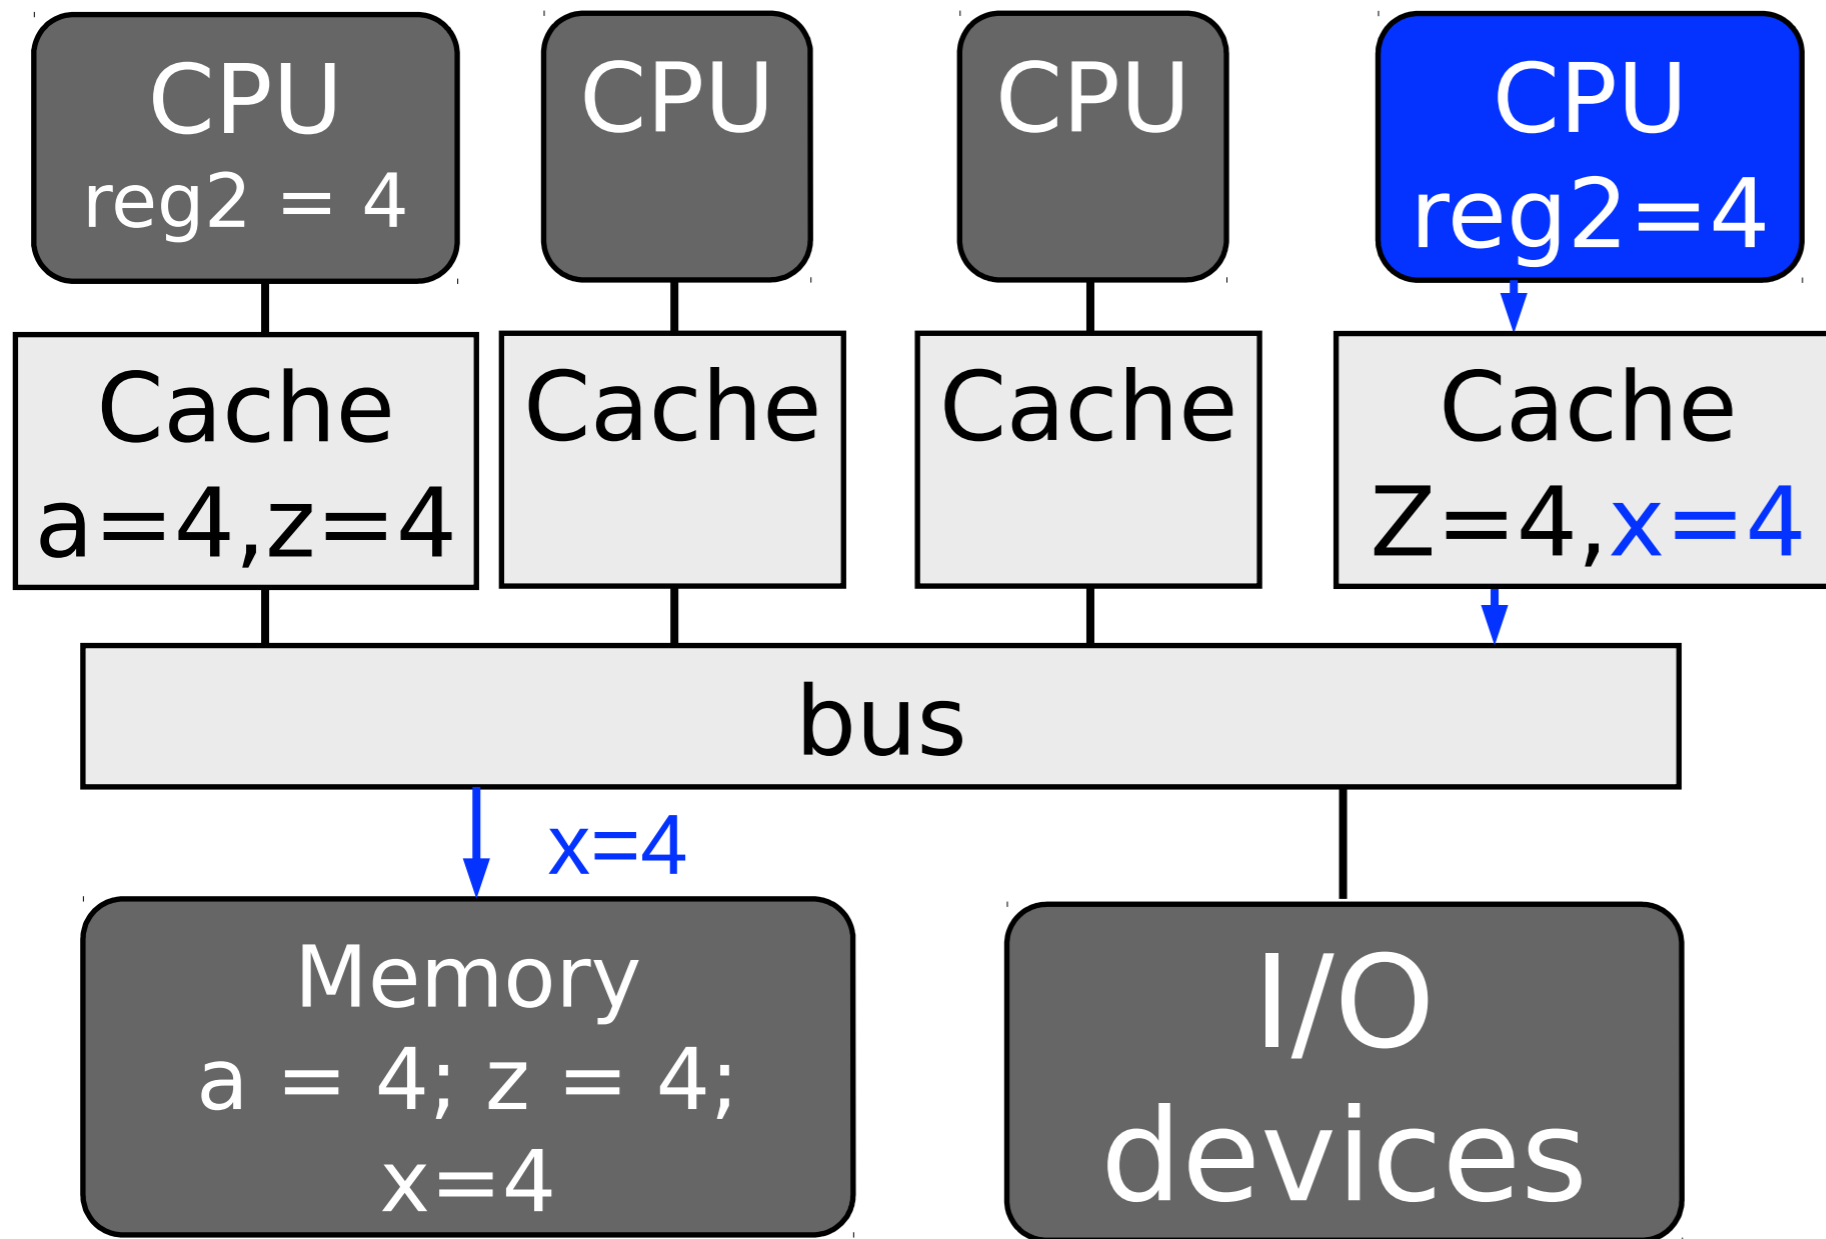 CPU
reg2 = 4
CPU
CPU
CPU
reg2=4
Cache
a=4,z=4
Cache
Cache
Cache
Z=4,x=4
bus
x=4
Memory
a = 4; z = 4;
x=4
I/O
devices